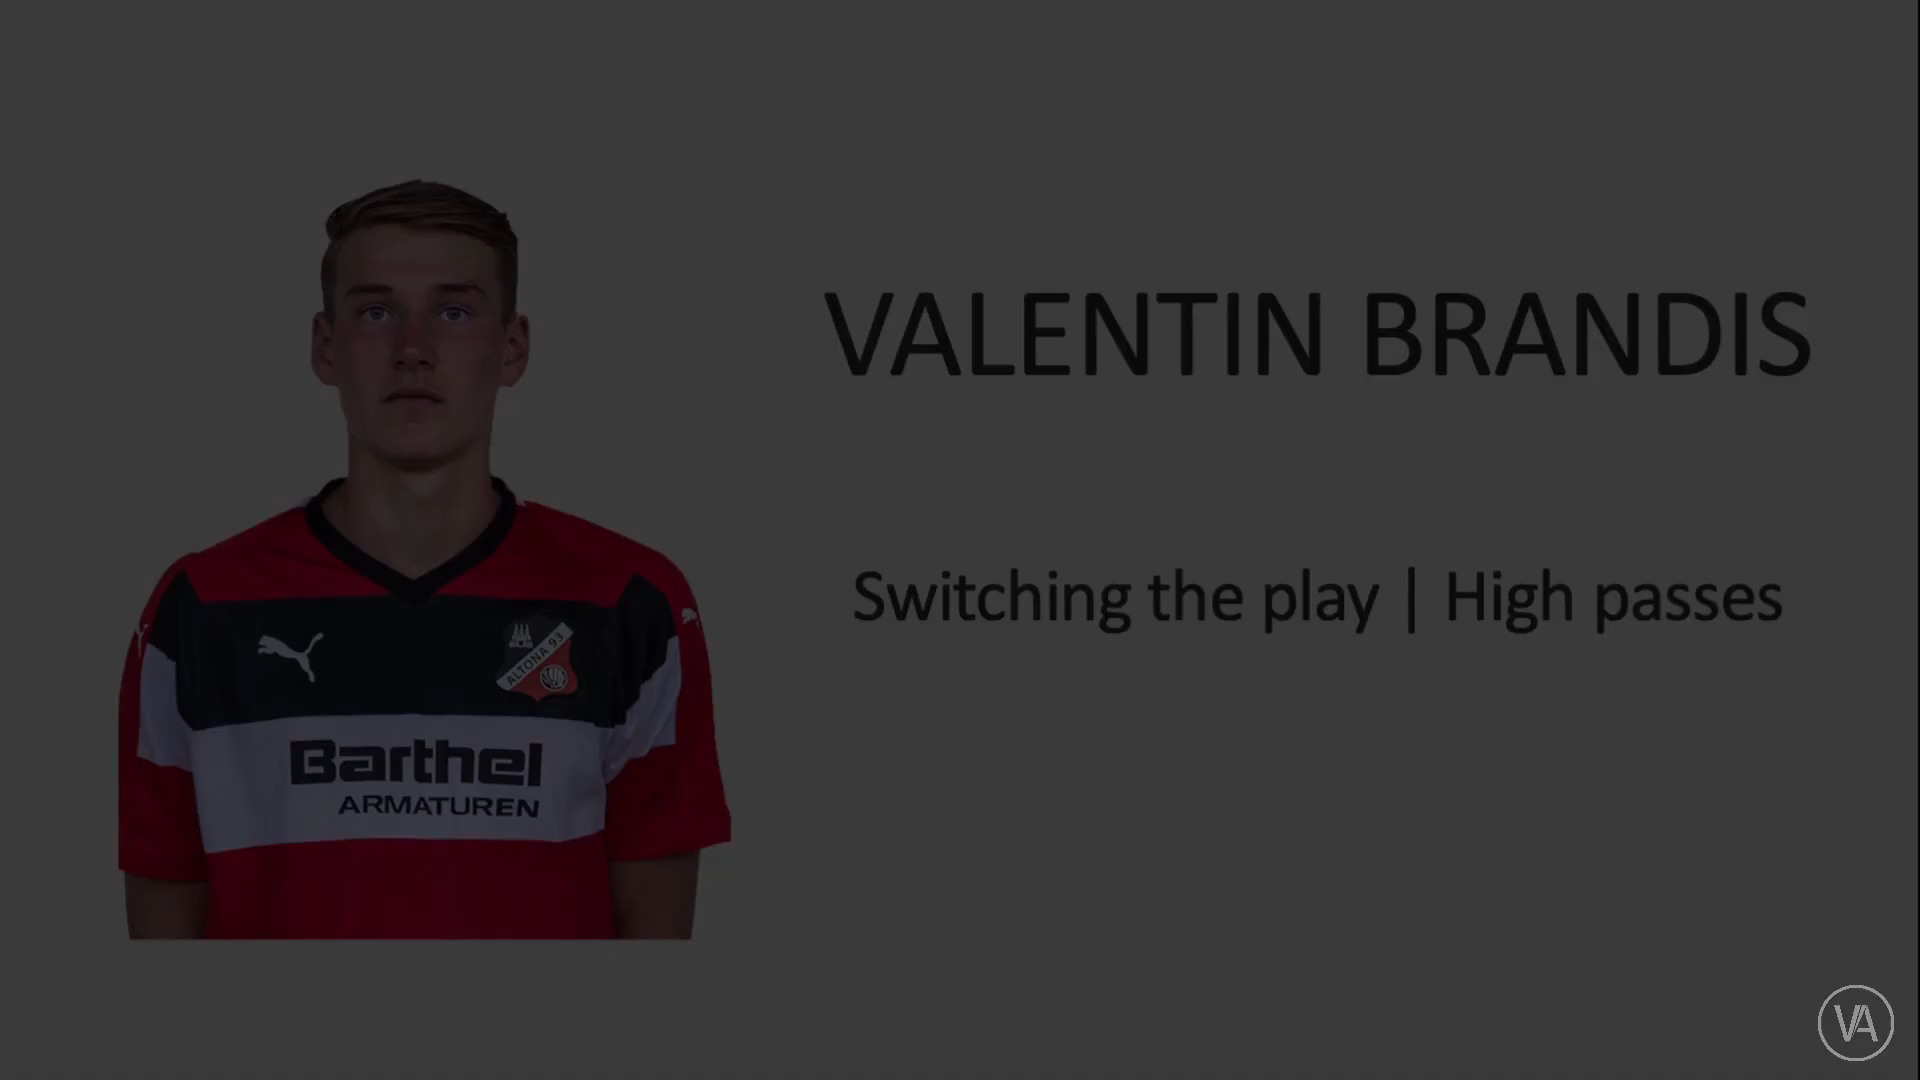 VALENTIN BRANDIS
Switching the play | High passes
ALTONA 93
Barthel
ARMATUREN
VA